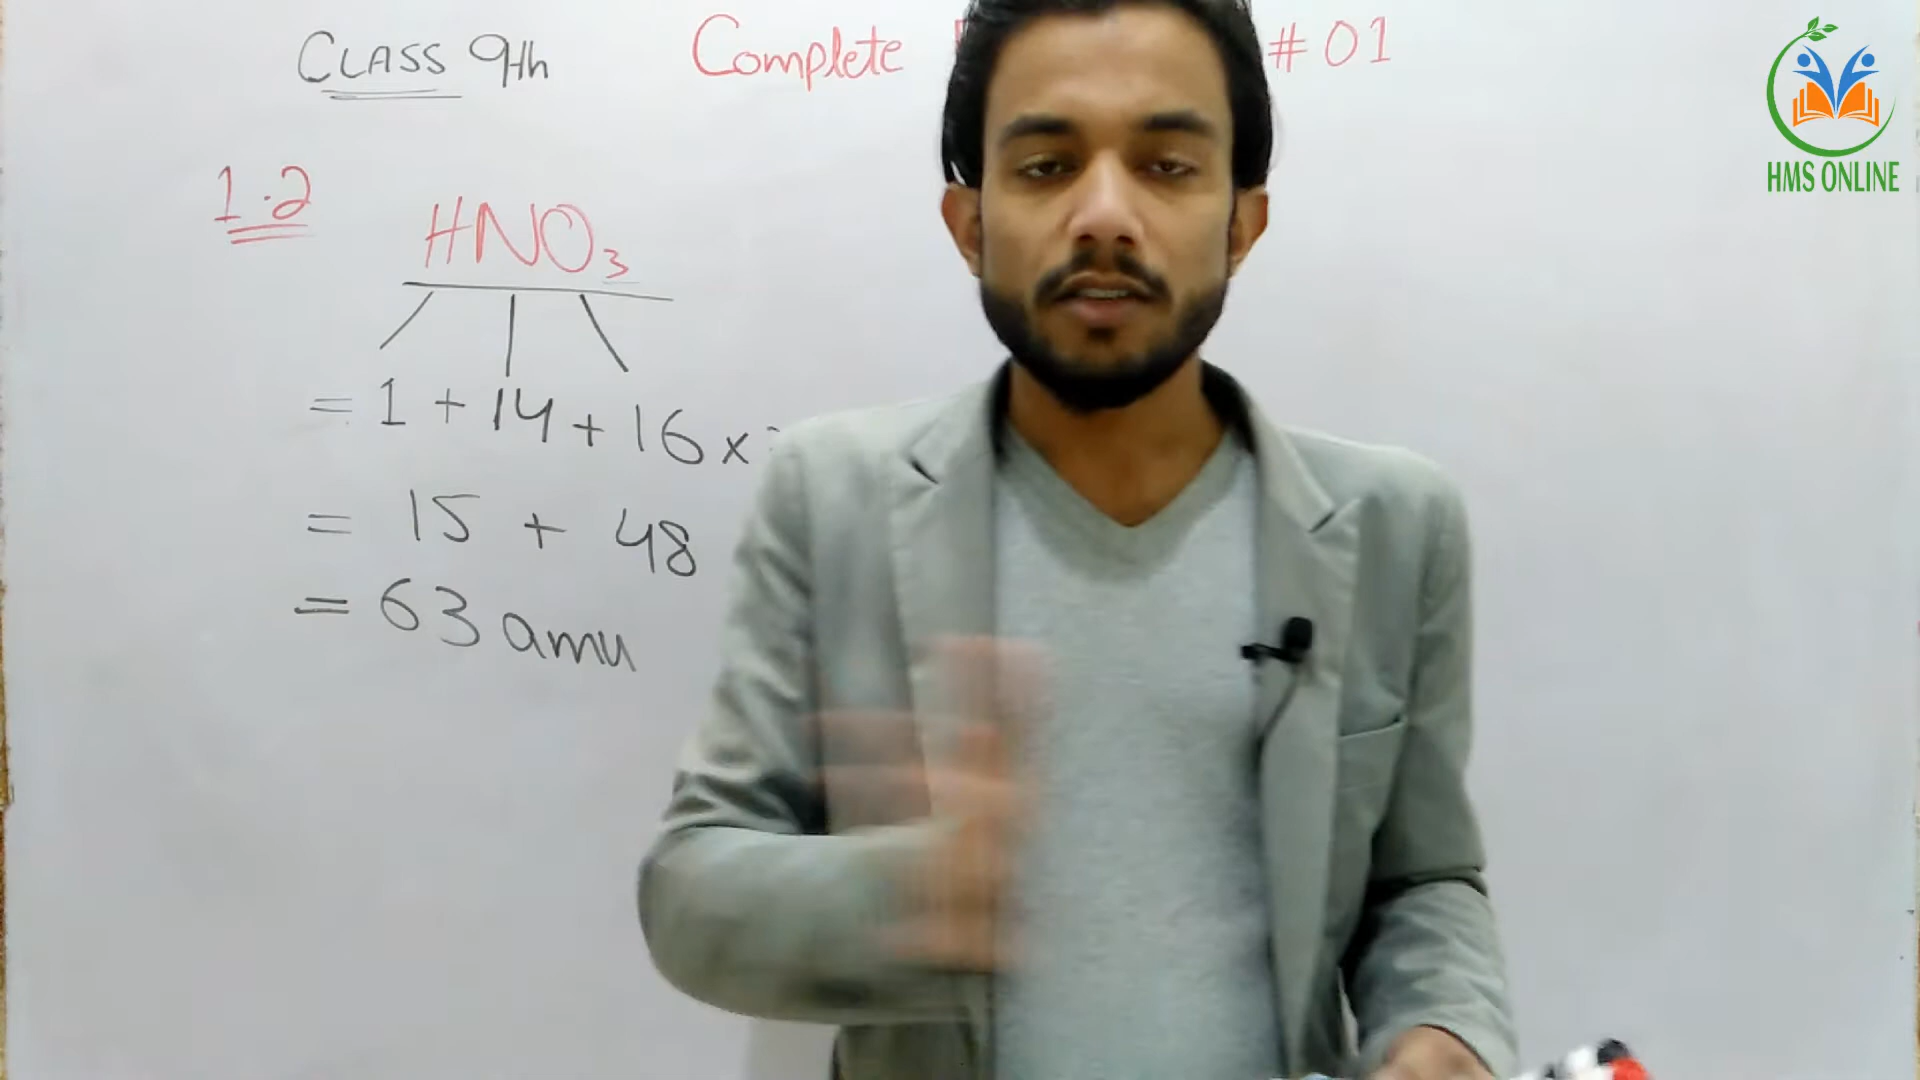 CLASS 9th Complete # 01
HMS ONLINE
1.2
HNO₃
= 1 + 14 + 16 x
= 15 + 48
= 63 amu